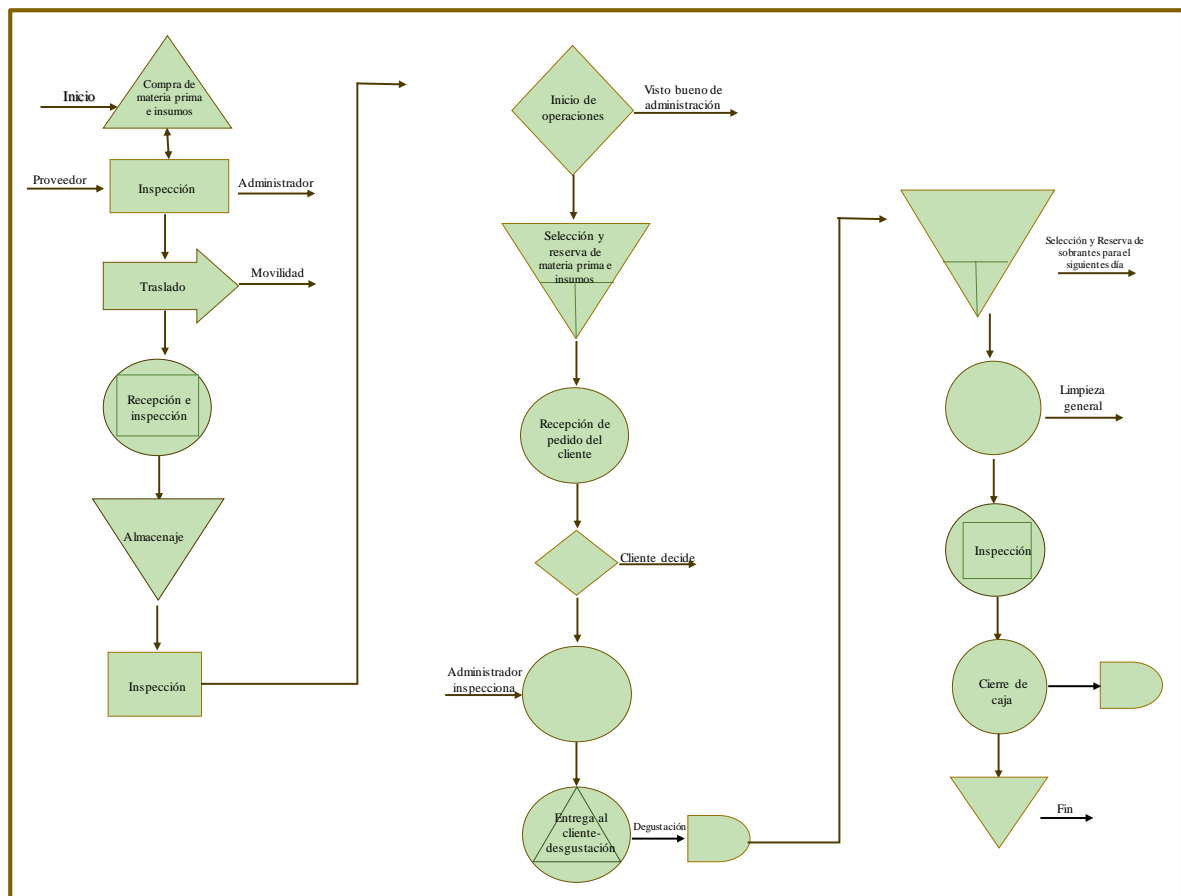 Inicio
Compra de
materia prima
e insumos
Proveedor
Inspección
Administrador
Traslado
Movilidad
Recepción e
inspección
Almacenaje
Inspección
Inicio de
operaciones
Visto bueno de
administración
Selección y
reserva de
materia prima e
insumos
Recepción de
pedido del
cliente
Cliente decide
Administrador
inspecciona
Entrega al
cliente-
desgustación
Degustación
Selección y Reserva de
sobrantes para el
siguientes día
Limpieza
general
Inspección
Cierre de
caja
Fin